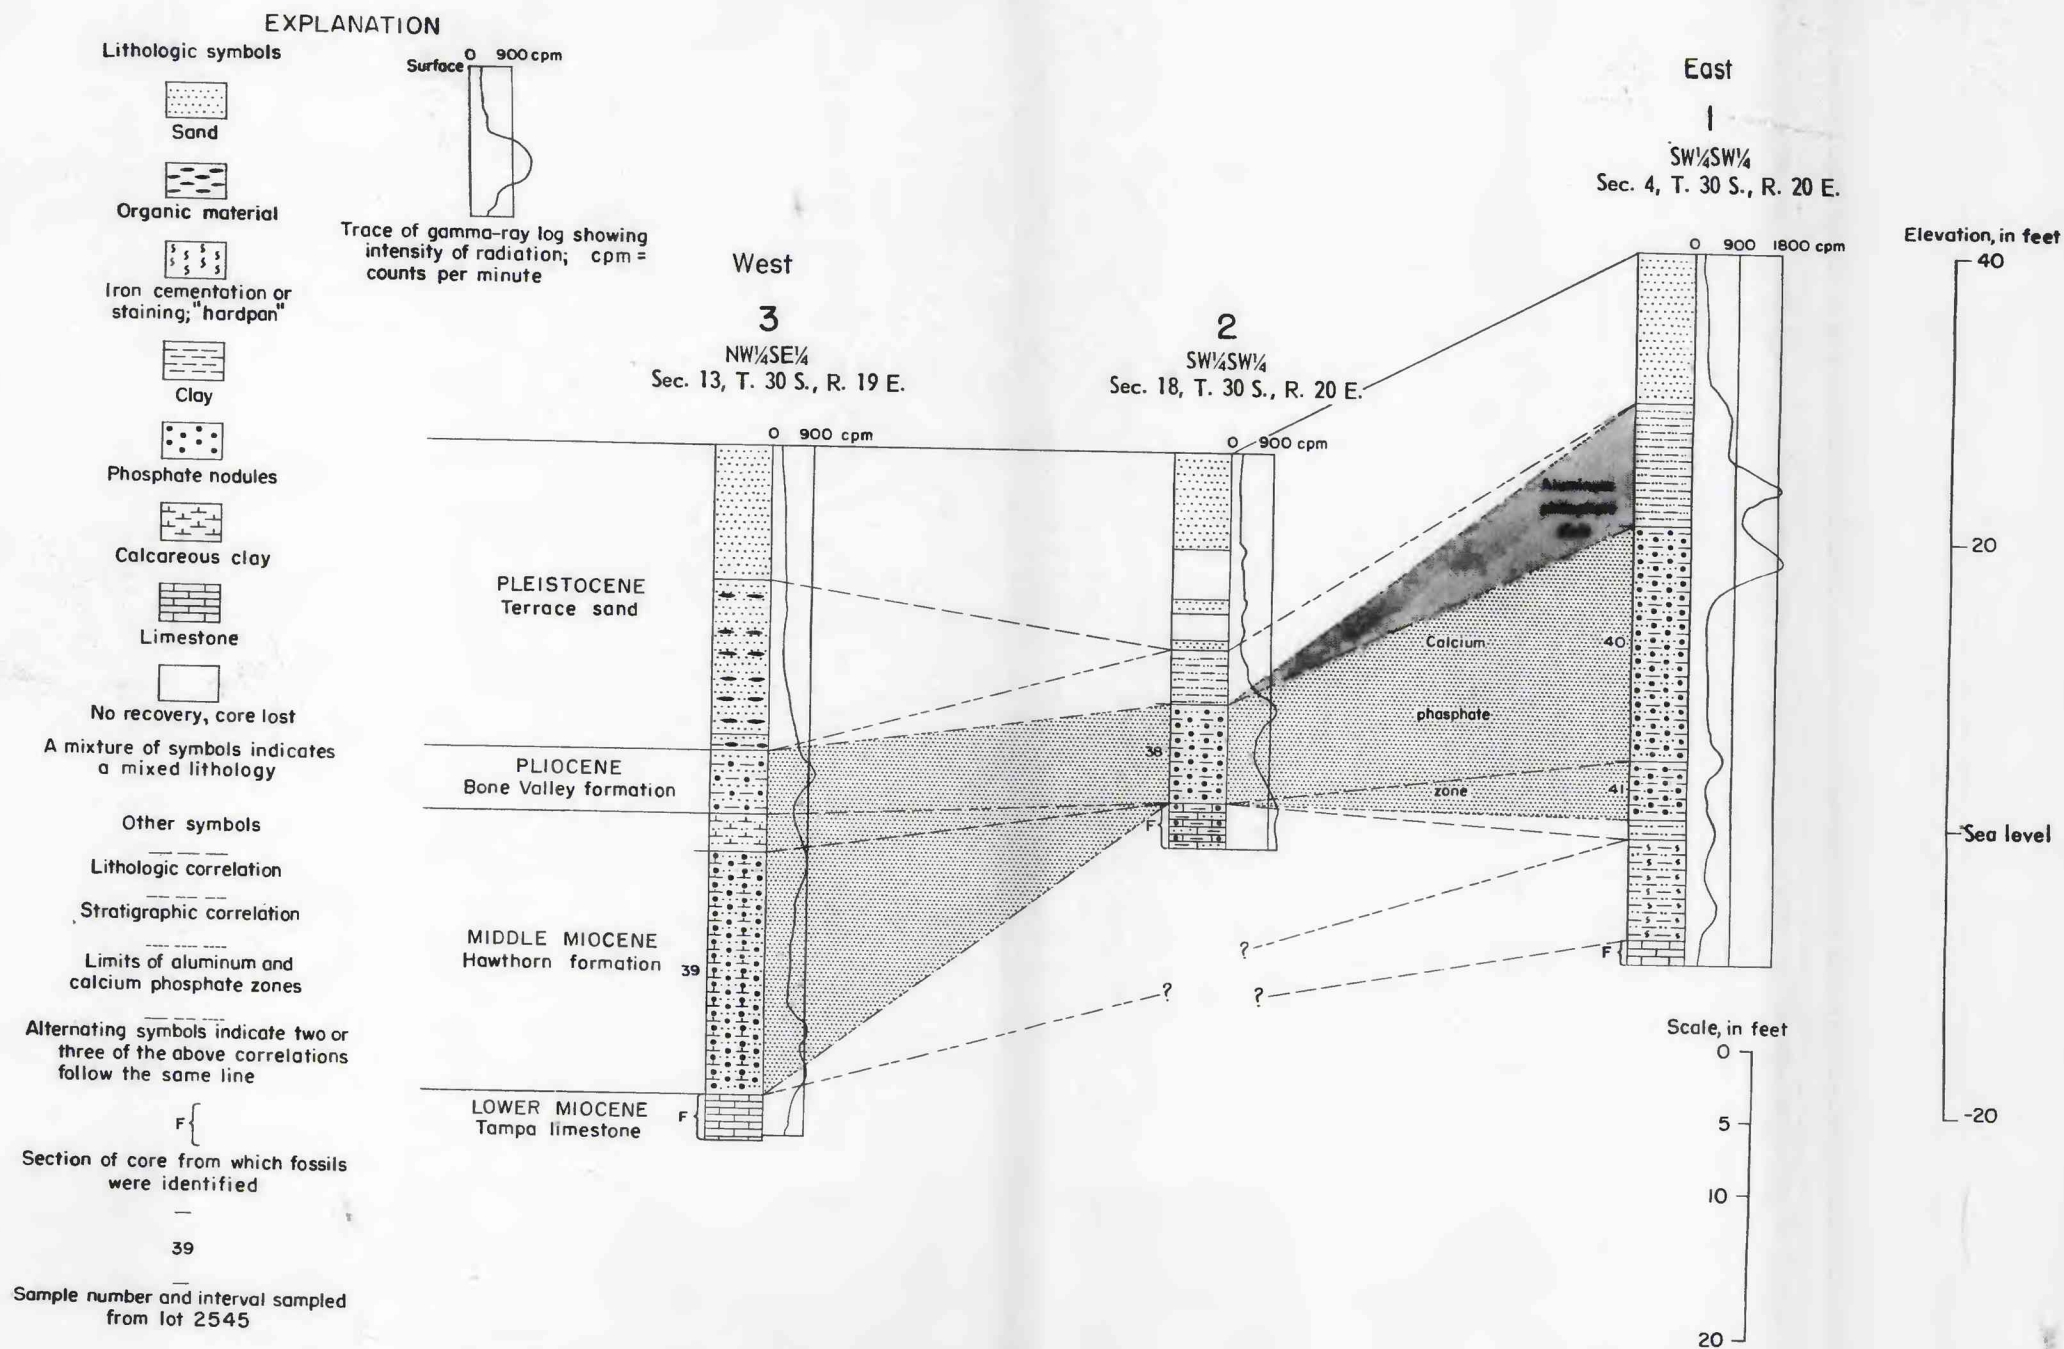 EXPLANATION
Lithologic symbols
Sand
Organic material
Iron cementation or
staining; "hardpan"
Clay
Phosphate nodules
Calcareous clay
Limestone
No recovery, core lost
A mixture of symbols indicates
a mixed lithology
Other symbols
Lithologic correlation
Stratigraphic correlation
Limits of aluminum and
calcium phosphate zones
Alternating symbols indicate two or
three of the above correlations
follow the same line
F
Section of core from which fossils
were identified
39
Sample number and interval sampled
from lot 2545
0 900 cpm
Surface
Trace of gamma-ray log showing
intensity of radiation; cpm =
counts per minute
West
3
NW¼SE¼
Sec. 13, T. 30 S., R. 19 E.
0 900 cpm
PLEISTOCENE
Terrace sand
PLIOCENE
Bone Valley formation
MIDDLE MIOCENE
Hawthorn formation
39
LOWER MIOCENE
Tampa limestone
F
2
SW¼SW¼
Sec. 18, T. 30 S., R. 20 E.
0 900 cpm
38
F
?
?
?
East
1
SW¼SW¼
Sec. 4, T. 30 S., R. 20 E.
0 900 1800 cpm
Aluminum
phosphate
zone
Calcium
phosphate
zone
40
41
F
Elevation, in feet
40
20
Sea level
-20
Scale, in feet
0
5
10
20